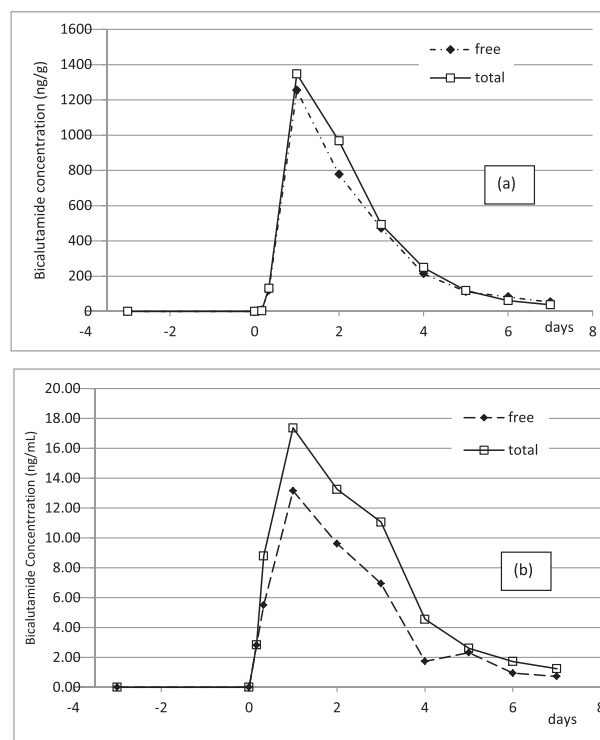 1600
1400
1200
1000
800
600
400
200
0
Bicalutamide concentration (ng/g)
free
total
(a)
-4 -2 0 2 4 6 8
days
20.00
18.00
16.00
14.00
12.00
10.00
8.00
6.00
4.00
2.00
0.00
Bicalutamide Concentrration (ng/mL)
free
total
(b)
-4 -2 0 2 4 6 8
days